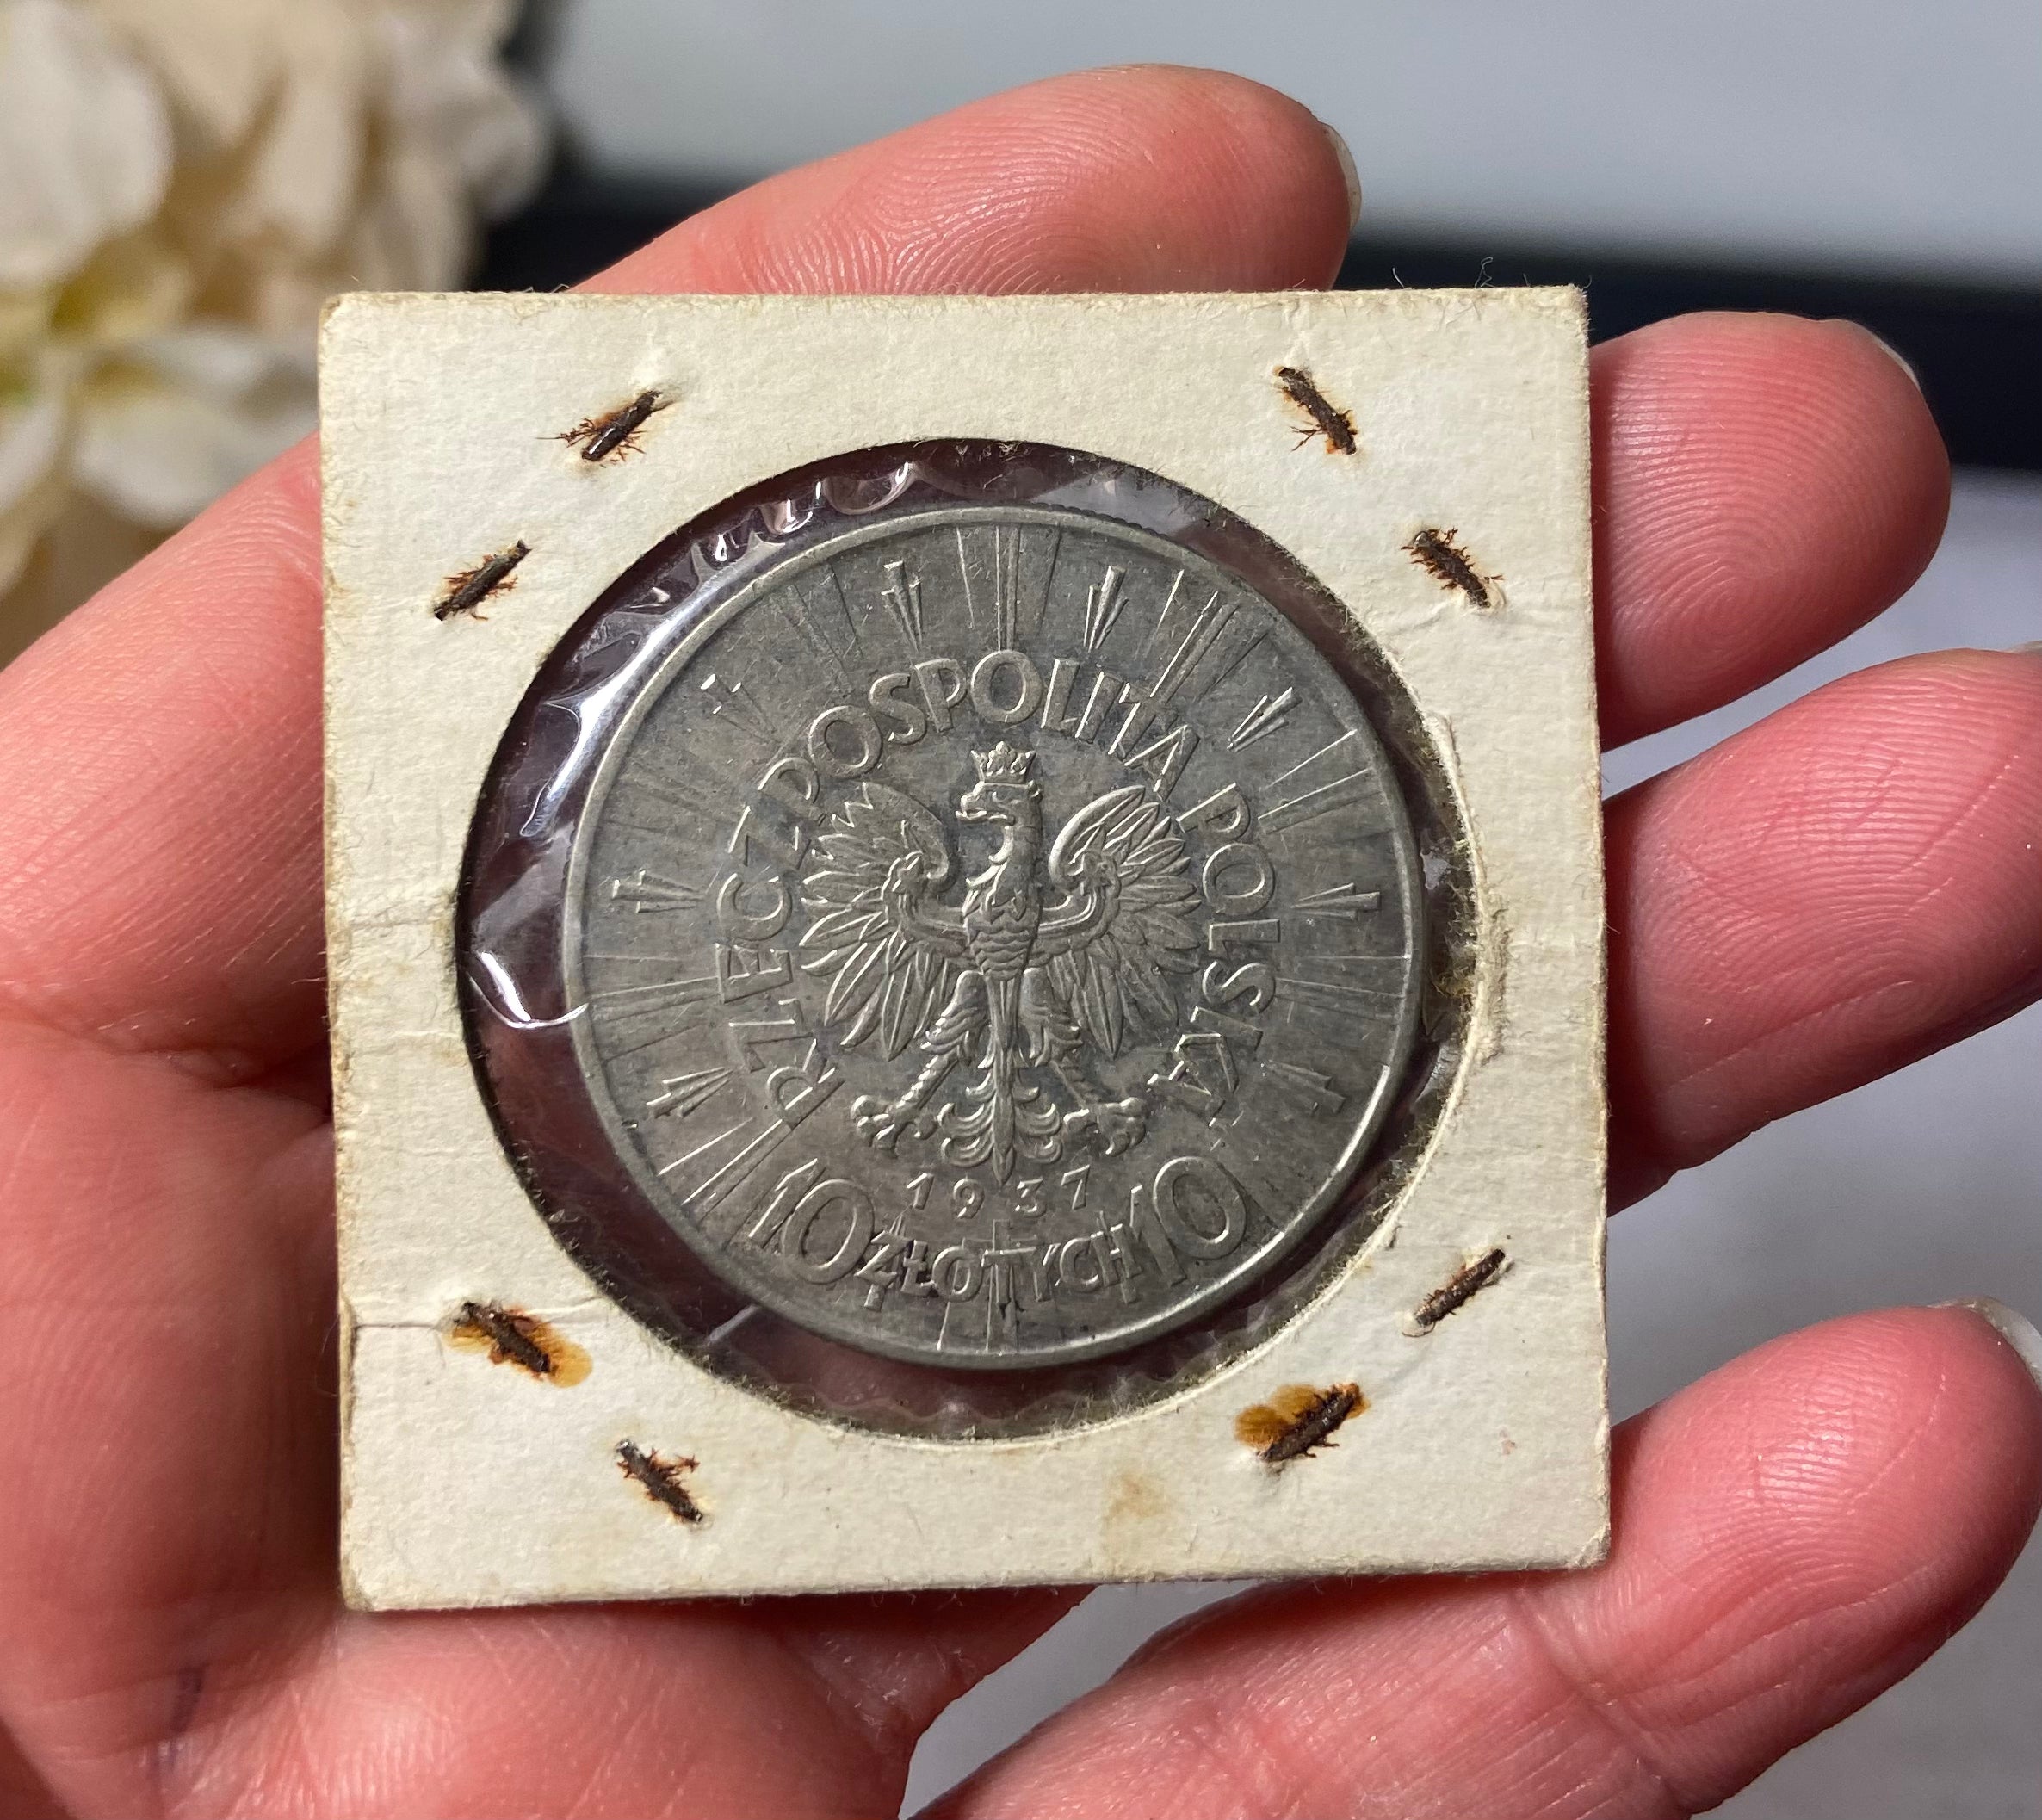 RZECZPOSPOLITA POLSKA
1937
10 ZŁOTYCH 10